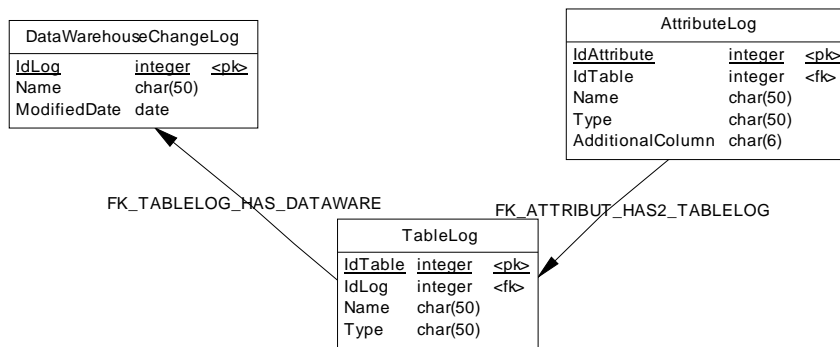 DataWarehouseChangeLog
IdLog integer <pk>
Name char(50)
ModifiedDate date
AttributeLog
IdAttribute integer <pk>
IdTable integer <fk>
Name char(50)
Type char(50)
AdditionalColumn char(6)
FK_TABLELOG_HAS_DATAWARE
FK_ATTRIBUT_HAS2_TABLELOG
TableLog
IdTable integer <pk>
IdLog integer <fk>
Name char(50)
Type char(50)